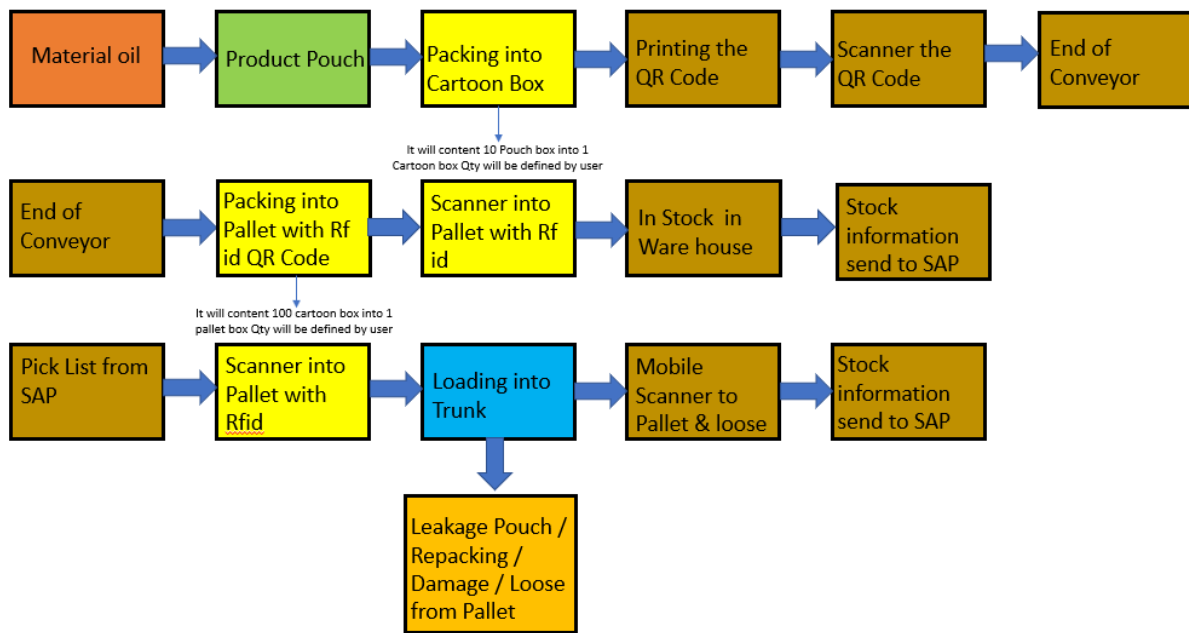 Material oil
Product Pouch
Packing into
Cartoon Box
Printing the
QR Code
Scanner the
QR Code
End of
Conveyor
It will content 10 Pouch box into 1
Cartoon box Qty will be defined by user
End of
Conveyor
Packing into
Pallet with Rf
id QR Code
Scanner into
Pallet with Rf
id
In Stock in
Ware house
Stock
information
send to SAP
It will content 100 cartoon box into 1
pallet box Qty will be defined by user
Pick List from
SAP
Scanner into
Pallet with
Rfid
Loading into
Trunk
Mobile
Scanner to
Pallet & loose
Stock
information
send to SAP
Leakage Pouch /
Repacking /
Damage / Loose
from Pallet